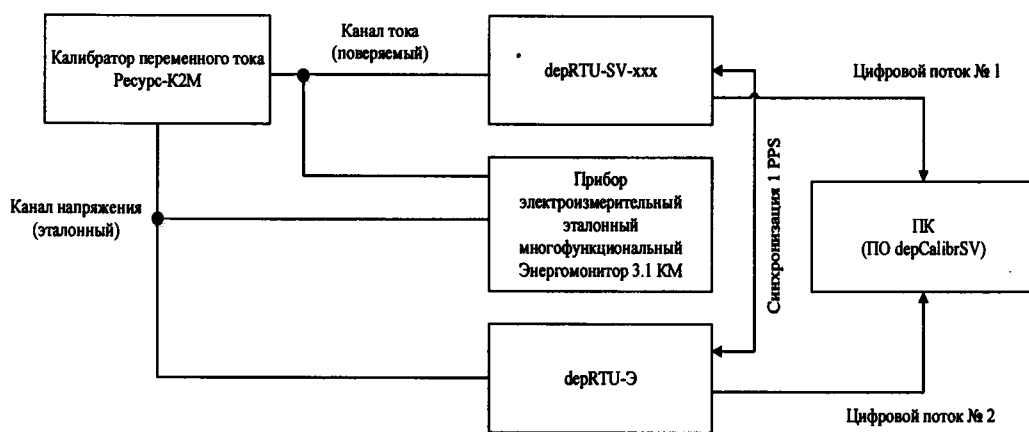 Калибратор переменного тока
Ресурс-К2М
Канал тока
(поверяемый)
depRTU-SV-xxx
Цифровой поток № 1
Синхронизация 1 PPS
Канал напряжения
(эталонный)
Прибор
электроизмерительный
эталонный
многофункциональный
Энергомонитор 3.1 КМ
ПК
(ПО depCalibrSV)
depRTU-Э
Цифровой поток № 2